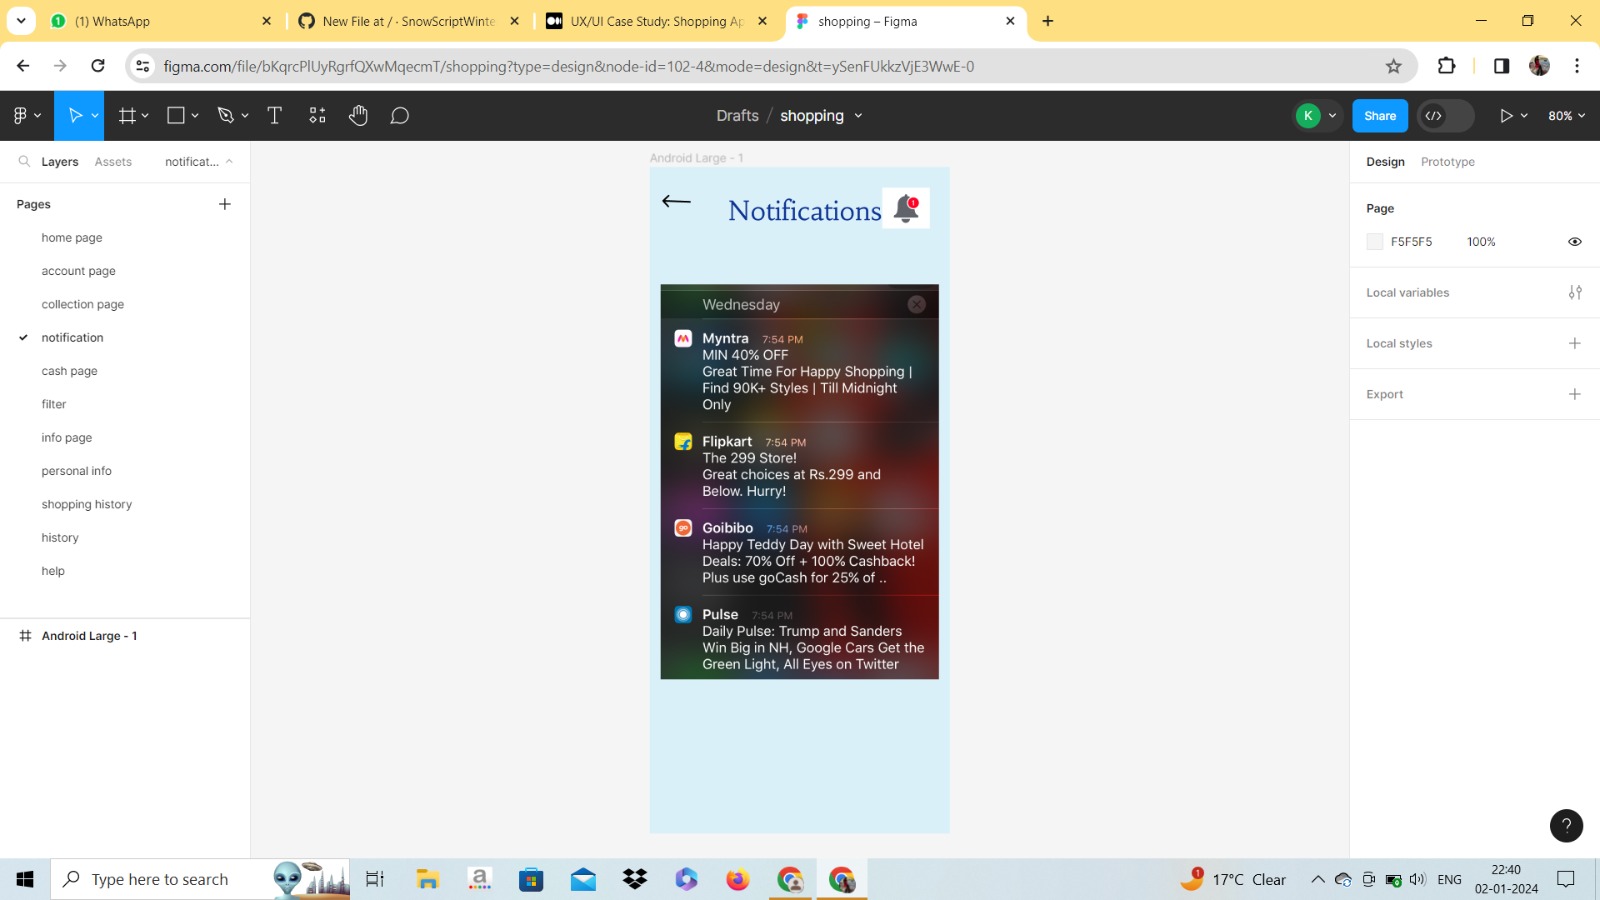 (1) WhatsApp
New File at / · SnowScriptWinte
UX/UI Case Study: Shopping Ap
shopping – Figma
figma.com/file/bKqrcPlUyRgrfQXwMqecmT/shopping?type=design&node-id=102-4&mode=design&t=ySenFUkkzVjE3WwE-0
Drafts / shopping
K
Share
80%
Layers
Assets
notificat...
Pages
home page
account page
collection page
notification
cash page
filter
info page
personal info
shopping history
history
help
Android Large - 1
Android Large - 1
Notifications
1
Wednesday
Myntra 7:54 PM
MIN 40% OFF
Great Time For Happy Shopping |
Find 90K+ Styles | Till Midnight
Only
Flipkart 7:54 PM
The 299 Store!
Great choices at Rs.299 and
Below. Hurry!
go
Goibibo 7:54 PM
Happy Teddy Day with Sweet Hotel
Deals: 70% Off + 100% Cashback!
Plus use goCash for 25% of ..
Pulse 7:54 PM
Daily Pulse: Trump and Sanders
Win Big in NH, Google Cars Get the
Green Light, All Eyes on Twitter
Design
Prototype
Page
F5F5F5
100%
Local variables
Local styles
Export
?
Type here to search
a
1
17°C Clear
ENG
22:40
02-01-2024